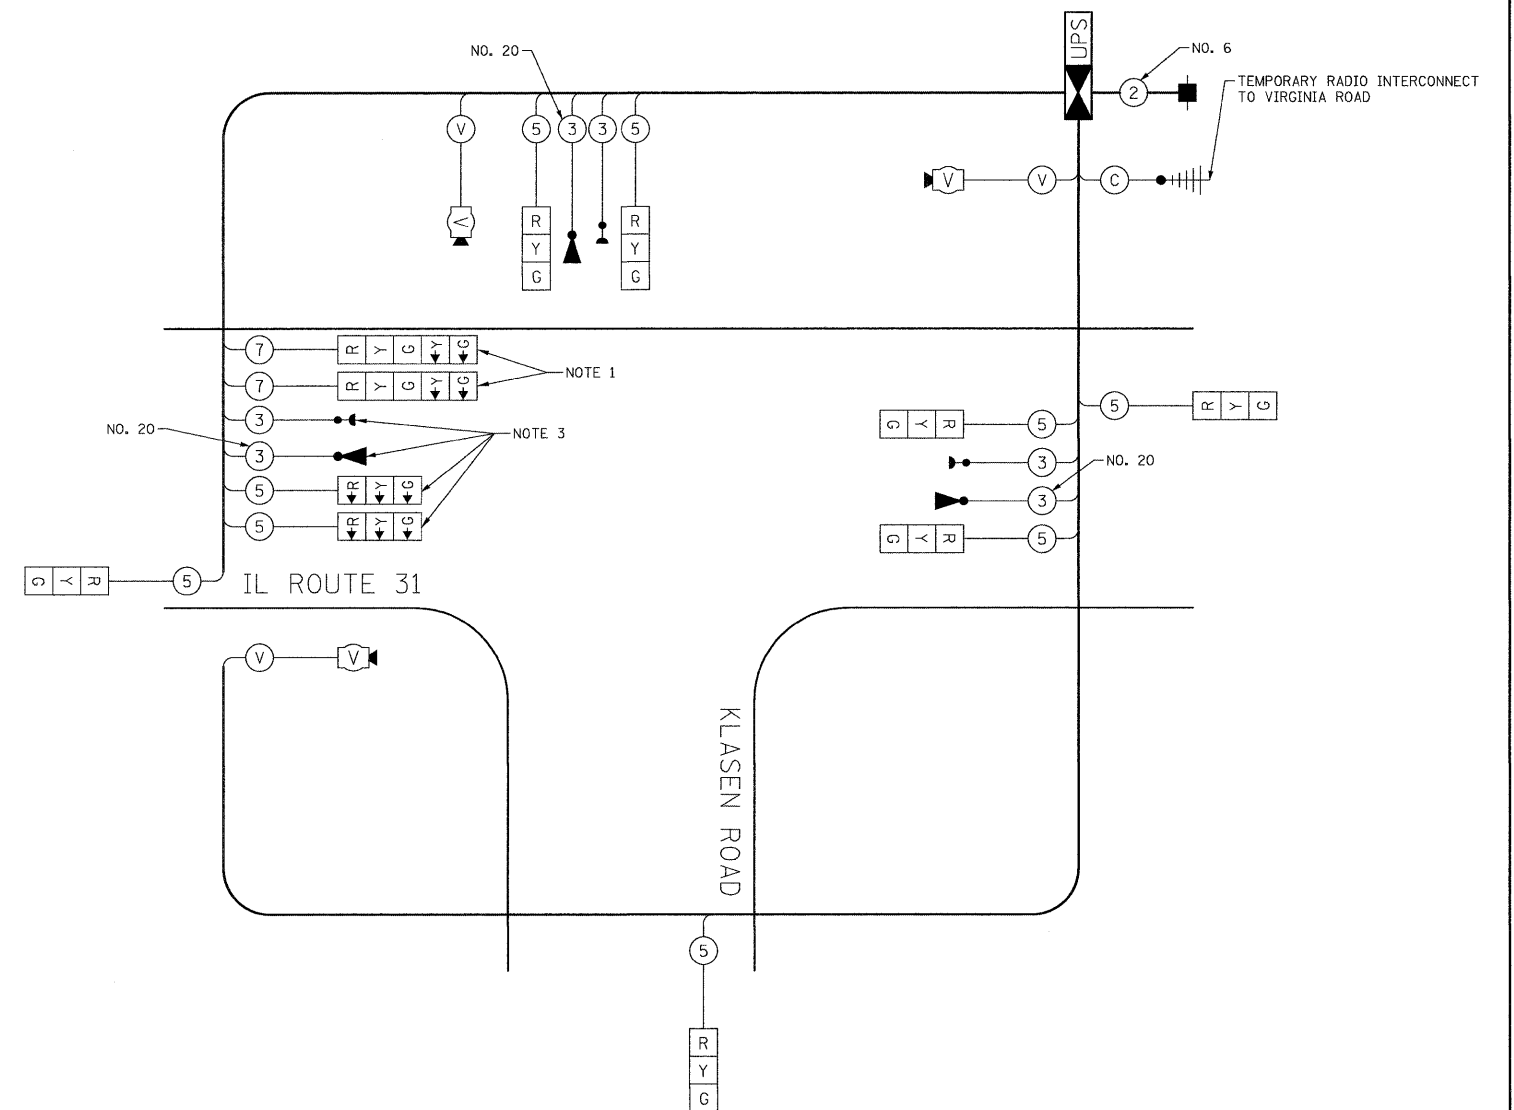 UPS
NO. 20
NO. 6
TEMPORARY RADIO INTERCONNECT
TO VIRGINIA ROAD
2
V 5 3 3 5
V V C
V
R R
Y Y
G G
7 R Y G Y G
NOTE 1
7 R Y G Y G
3
NOTE 3
NO. 20
3
5 R Y G
5 R Y G
5 R Y G
G Y R 5
3
NO. 20
3
G Y R 5
G Y R 5
IL ROUTE 31
V V
KLASEN ROAD
5
R
Y
G